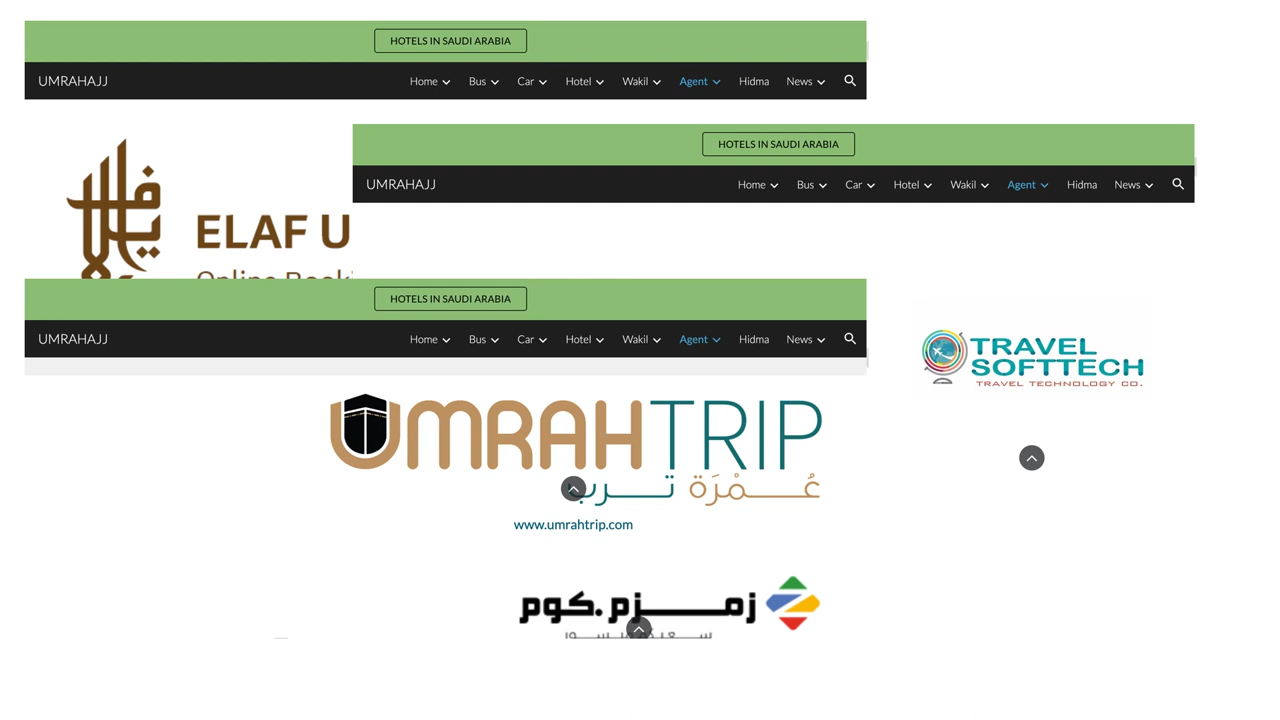 HOTELS IN SAUDI ARABIA
UMRAHAJJ Home Bus Car Hotel Wakil Agent Hidma News
HOTELS IN SAUDI ARABIA
UMRAHAJJ Home Bus Car Hotel Wakil Agent Hidma News
إيلاف
ELAF U
HOTELS IN SAUDI ARABIA
UMRAHAJJ Home Bus Car Hotel Wakil Agent Hidma News
TRAVEL
SOFTTECH
TRAVEL TECHNOLOGY CO.
UMRAHTRIP
عُمْرَة ترب
www.umrahtrip.com
زمزم.كوم